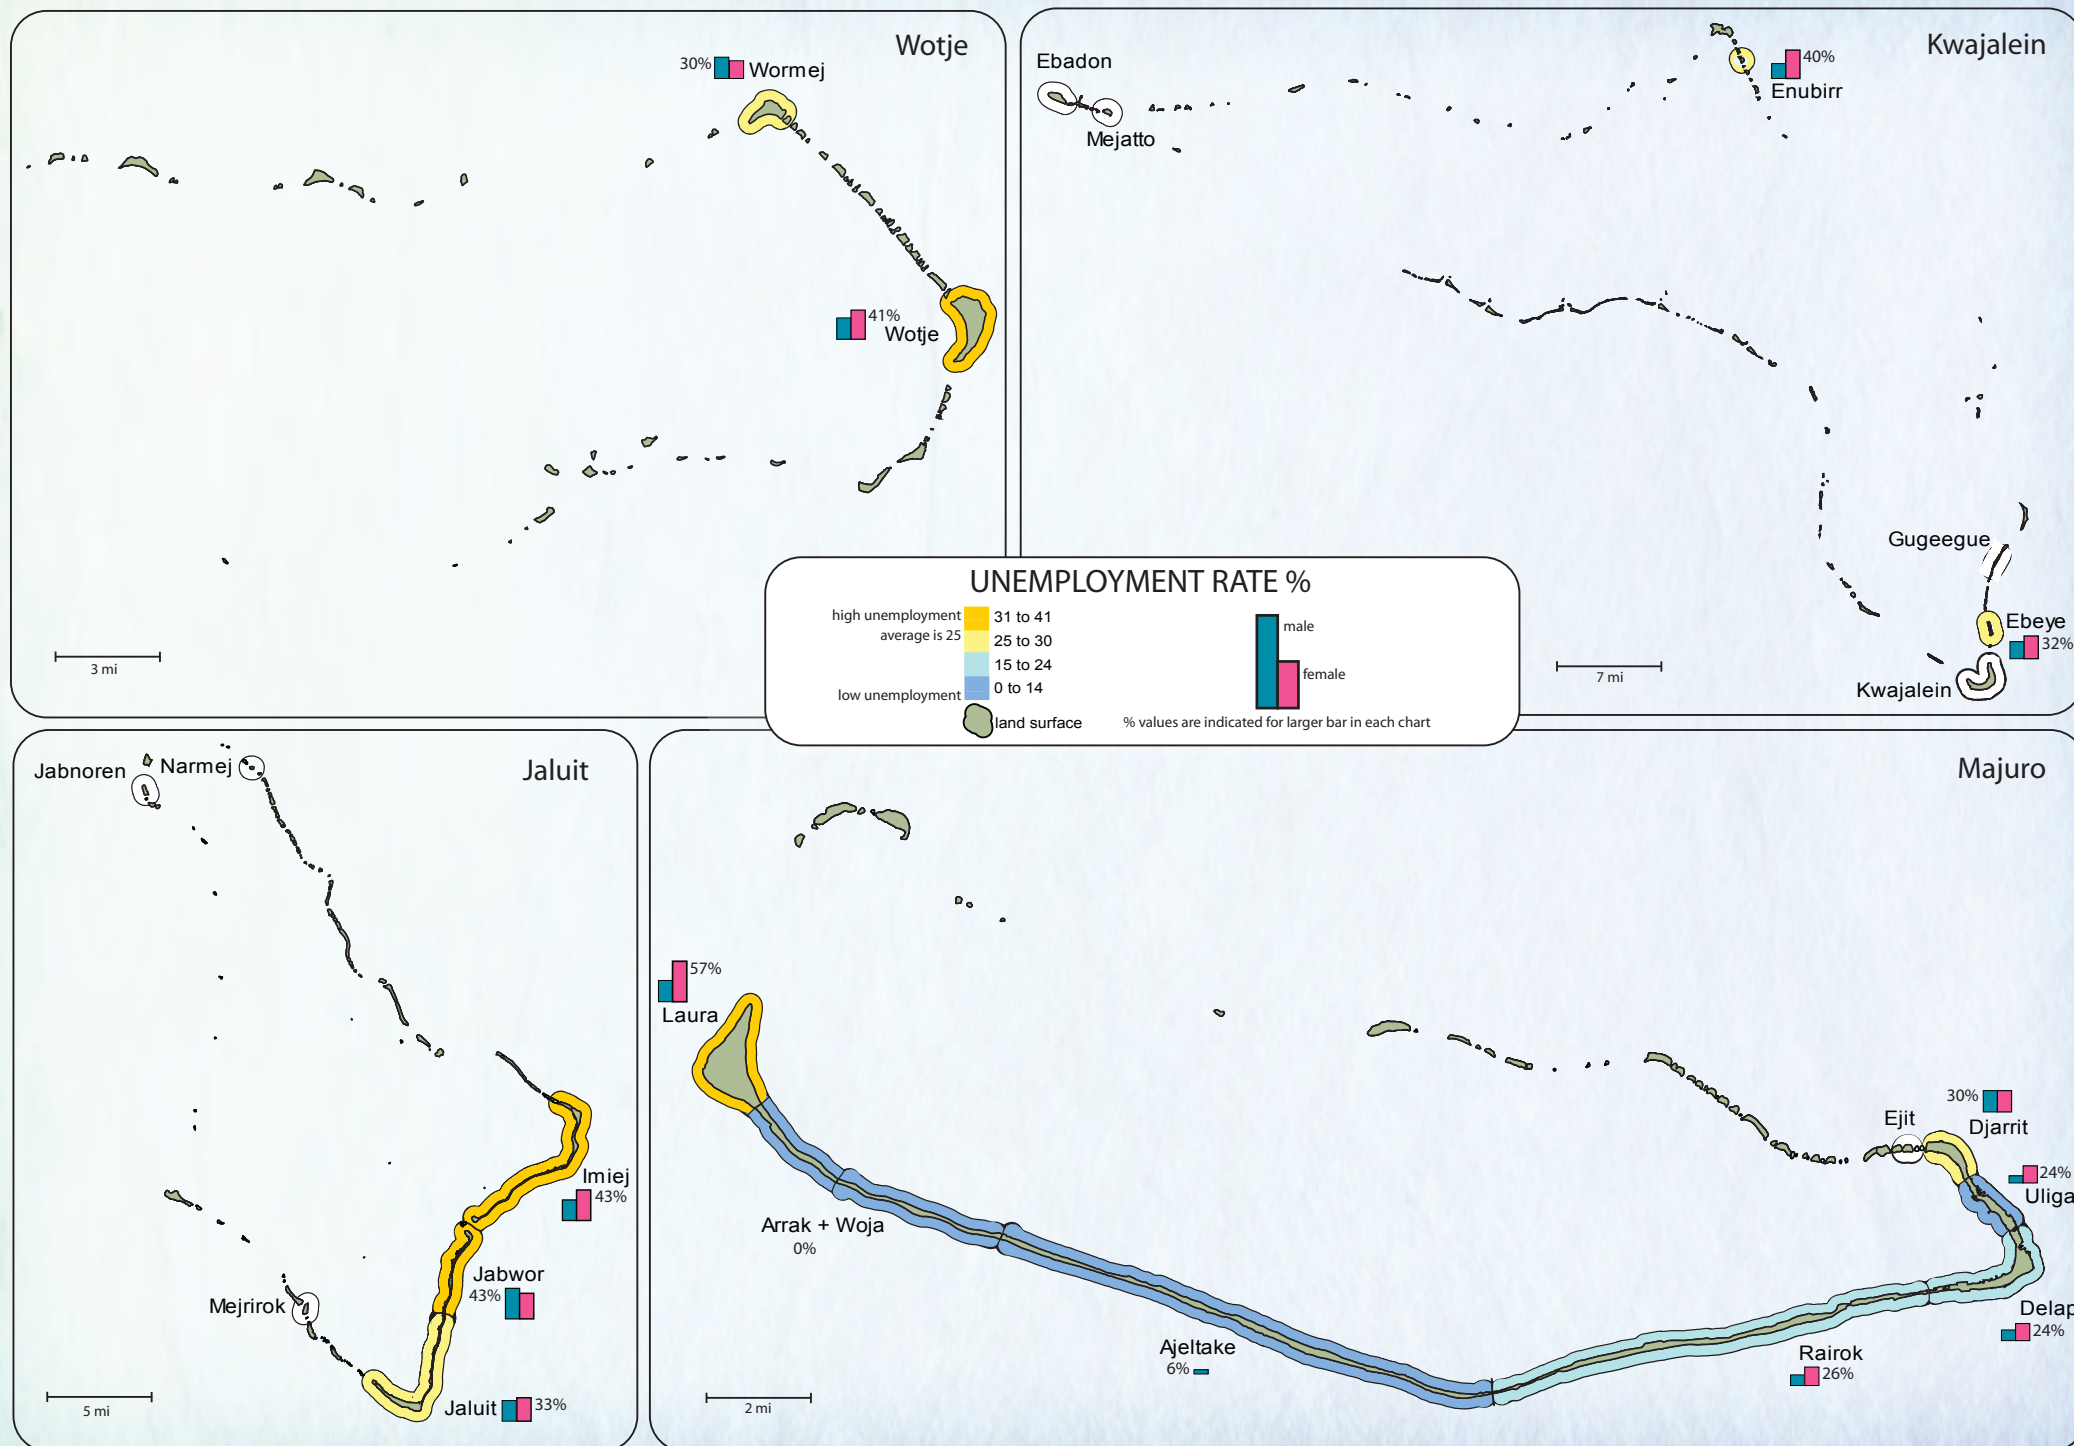 Wotje
30%
Wormej
41%
Wotje
3 mi
Kwajalein
Ebadon
Mejatto
40%
Enubirr
Gugeegue
Ebeye
32%
Kwajalein
7 mi
UNEMPLOYMENT RATE %
high unemployment
average is 25
low unemployment
31 to 41
25 to 30
15 to 24
0 to 14
land surface
male
female
% values are indicated for larger bar in each chart
Jaluit
Jabnoren
Narmej
Imiej
43%
Jabwor
43%
Mejrirok
Jaluit
33%
5 mi
Majuro
57%
Laura
Arrak + Woja
0%
Ajeltake
6%
2 mi
Ejit
30%
Djarrit
24%
Uliga
Delap
24%
Rairok
26%